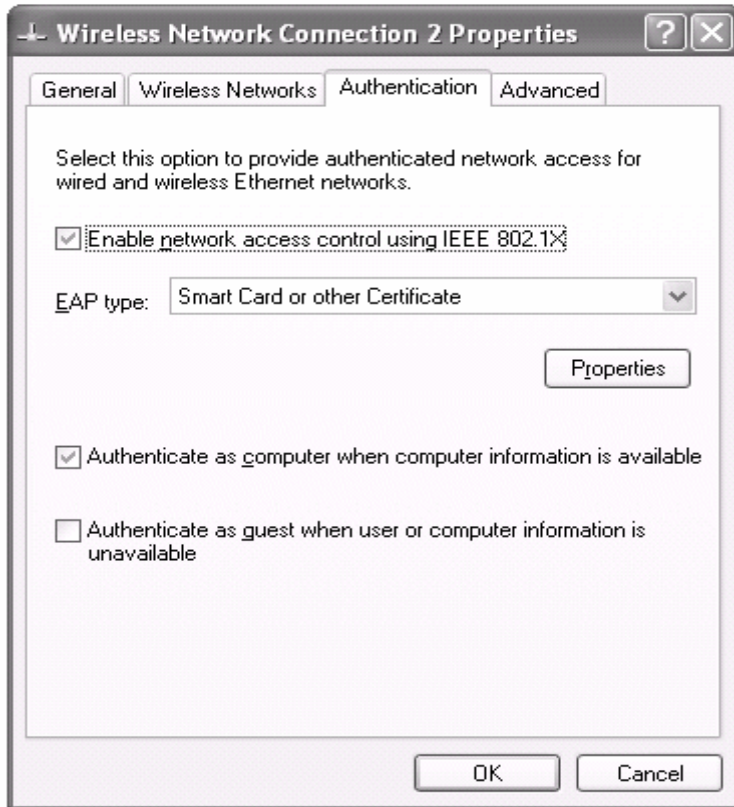 Wireless Network Connection 2 Properties
General Wireless Networks Authentication Advanced
Select this option to provide authenticated network access for
wired and wireless Ethernet networks.
Enable network access control using IEEE 802.1X
EAP type: Smart Card or other Certificate
Properties
Authenticate as computer when computer information is available
Authenticate as guest when user or computer information is
unavailable
OK Cancel